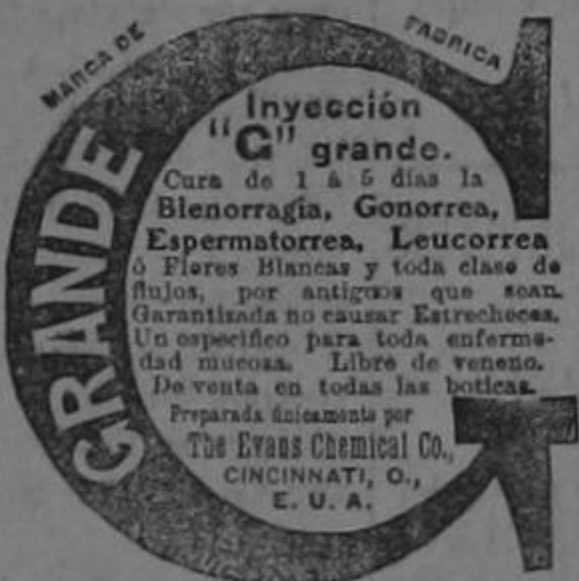 MARCA DE FABRICA
GRANDE
Inyección
"G" grande.
Cura de 1 á 5 días la
Blenorragia, Gonorrea,
Espermatorrea, Leucorrea
ó Flores Blancas y toda clase de
flujos, por antiguos que sean.
Garantizada no causar Estrecheces.
Un específico para toda enferme-
dad mucosa. Libre de veneno.
De venta en todas las boticas.
Preparada únicamente por
The Evans Chemical Co.,
CINCINNATI, O.,
E. U. A.